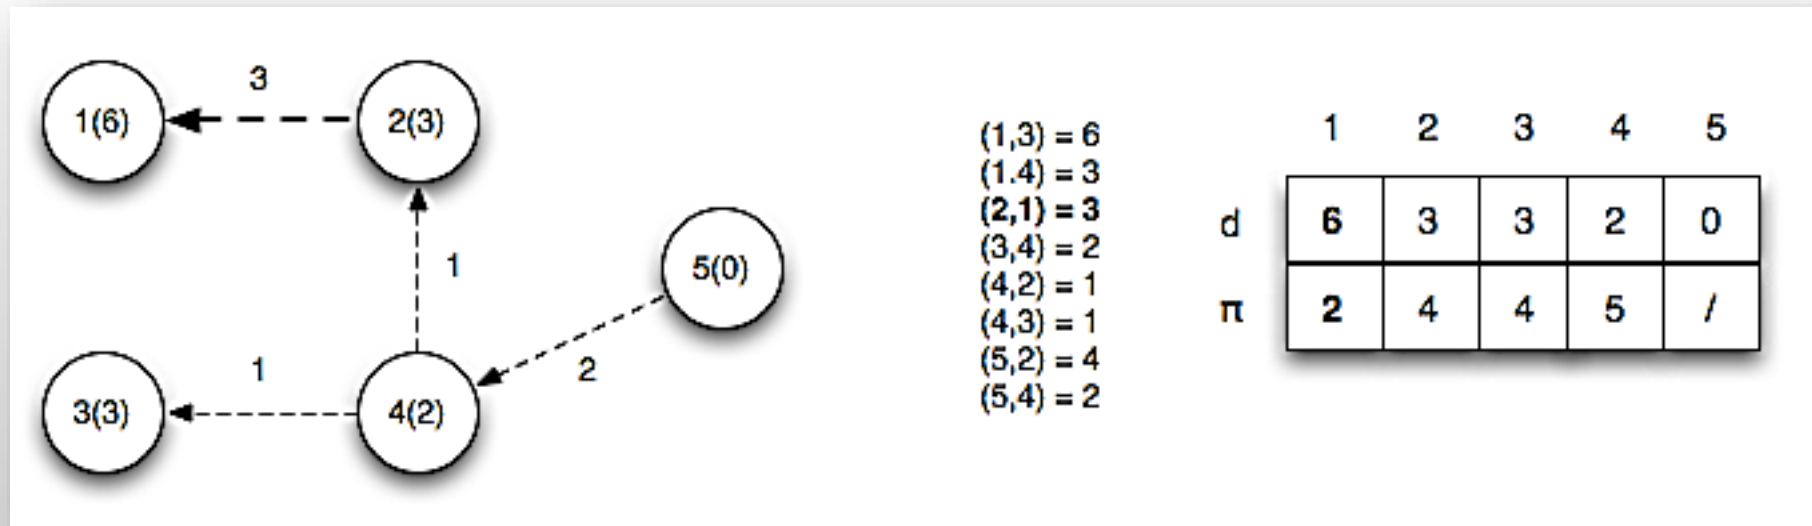 3
1(6) 2(3)
1
5(0)
1 2
3(3) 4(2)
(1,3) = 6
(1.4) = 3
(2,1) = 3
(3,4) = 2
(4,2) = 1
(4,3) = 1
(5,2) = 4
(5,4) = 2
1 2 3 4 5
d 6 3 3 2 0
π 2 4 4 5 /